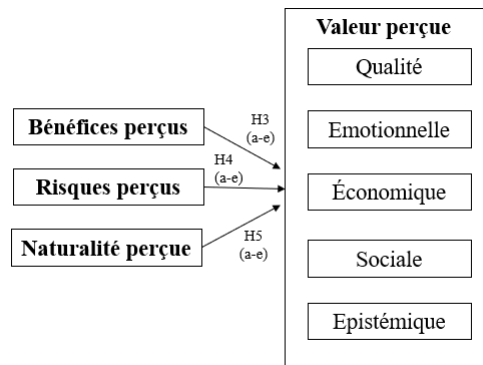 Valeur perçue
Qualité
Emotionnelle
Économique
Sociale
Epistémique
Bénéfices perçus
Risques perçus
Naturalité perçue
H3
(a-e)
H4
(a-e)
H5
(a-e)